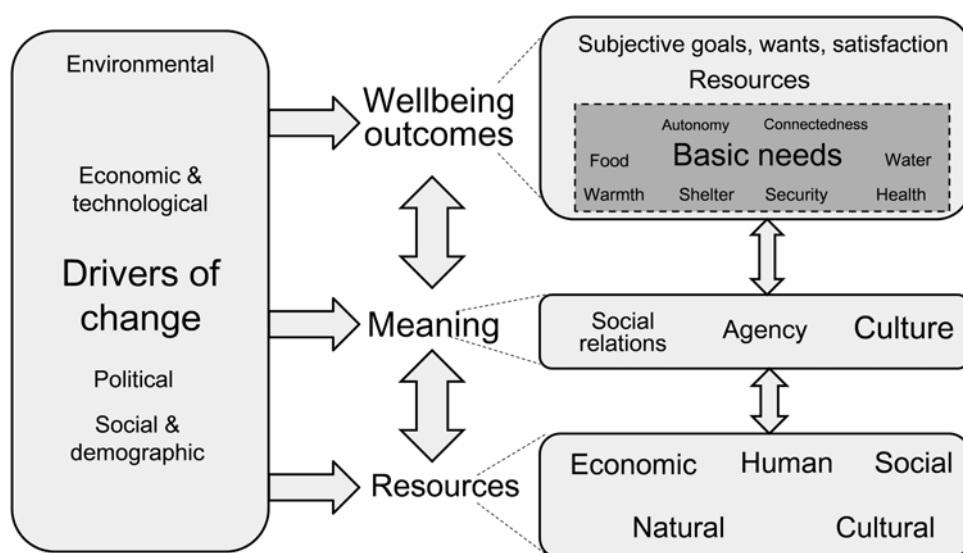 Environmental
Economic &
technological
Drivers of
change
Political
Social &
demographic
Wellbeing
outcomes
Meaning
Resources
Subjective goals, wants, satisfaction
Resources
Autonomy Connectedness
Food Basic needs Water
Warmth Shelter Security Health
Social
relations
Agency
Culture
Economic Human Social
Natural Cultural